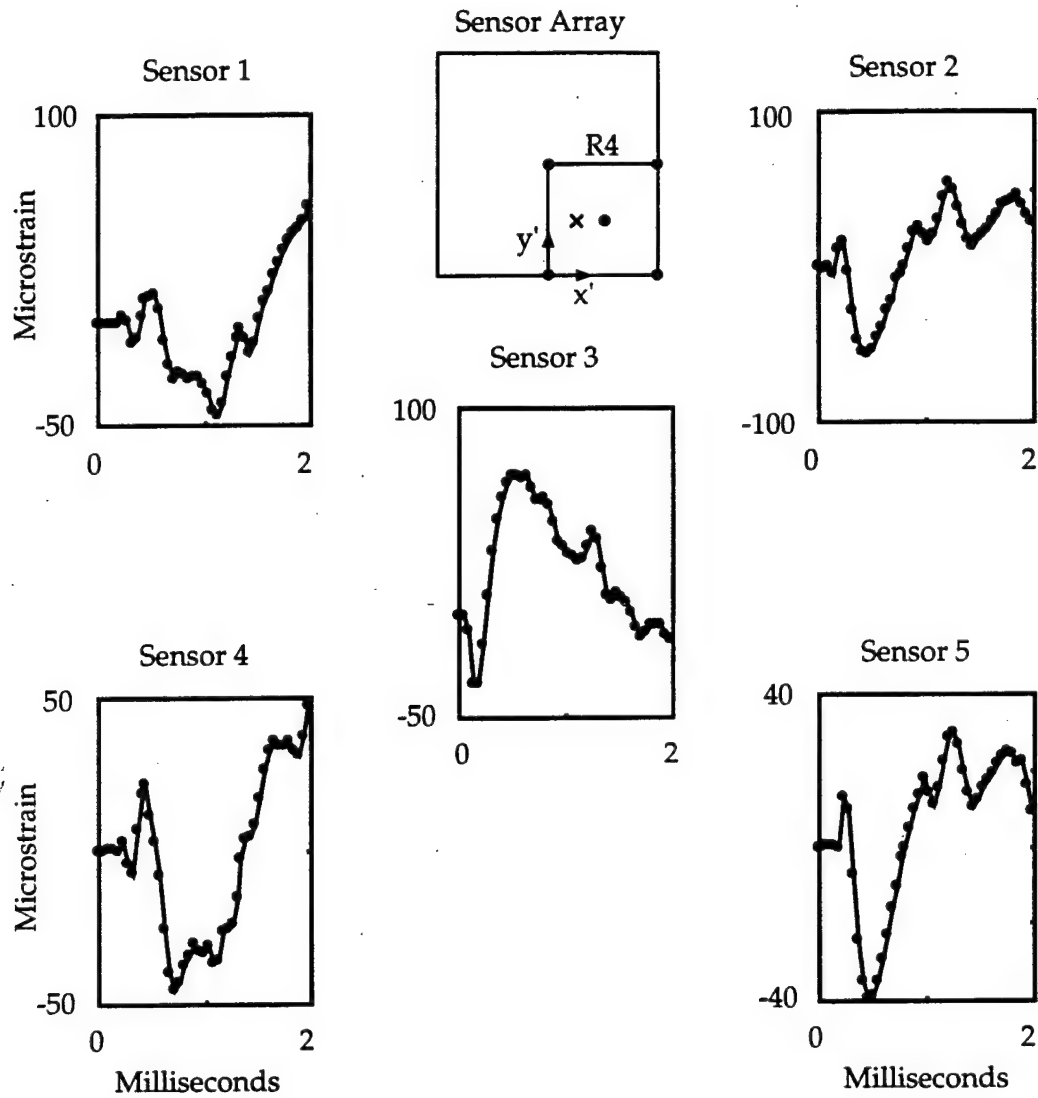 Sensor Array
Sensor 1
Sensor 2
100
Microstrain
-50
0
2
R4
y'
x'
100
-100
0
2
Sensor 3
100
-50
0
2
Sensor 4
50
Microstrain
-50
0
2
Milliseconds
Sensor 5
40
-40
0
2
Milliseconds